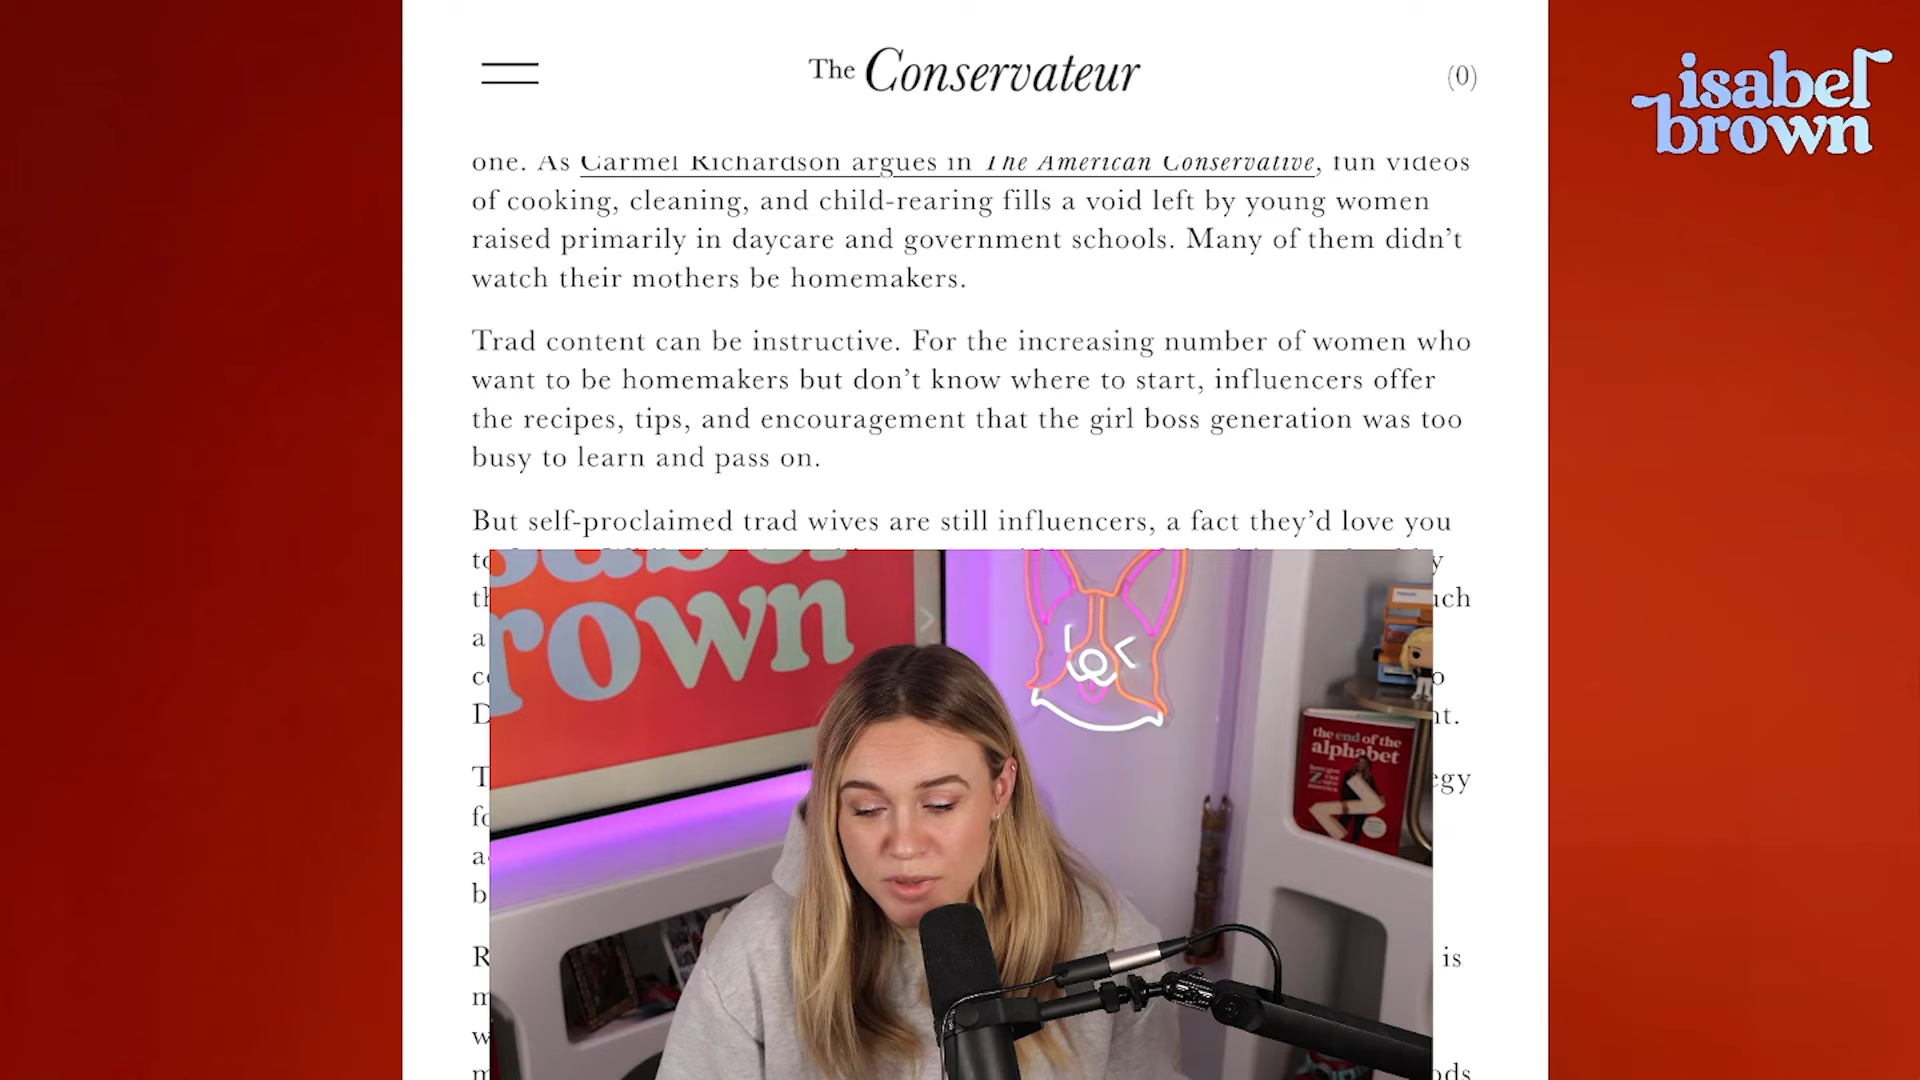 The Conservateur
(0)
isabel
brown
one. As Carmel Richardson argues in The American Conservative, fun videos
of cooking, cleaning, and child-rearing fills a void left by young women
raised primarily in daycare and government schools. Many of them didn’t
watch their mothers be homemakers.
Trad content can be instructive. For the increasing number of women who
want to be homemakers but don’t know where to start, influencers offer
the recipes, tips, and encouragement that the girl boss generation was too
busy to learn and pass on.
But self-proclaimed trad wives are still influencers, a fact they’d love you
is
brown
the end of the
alphabet